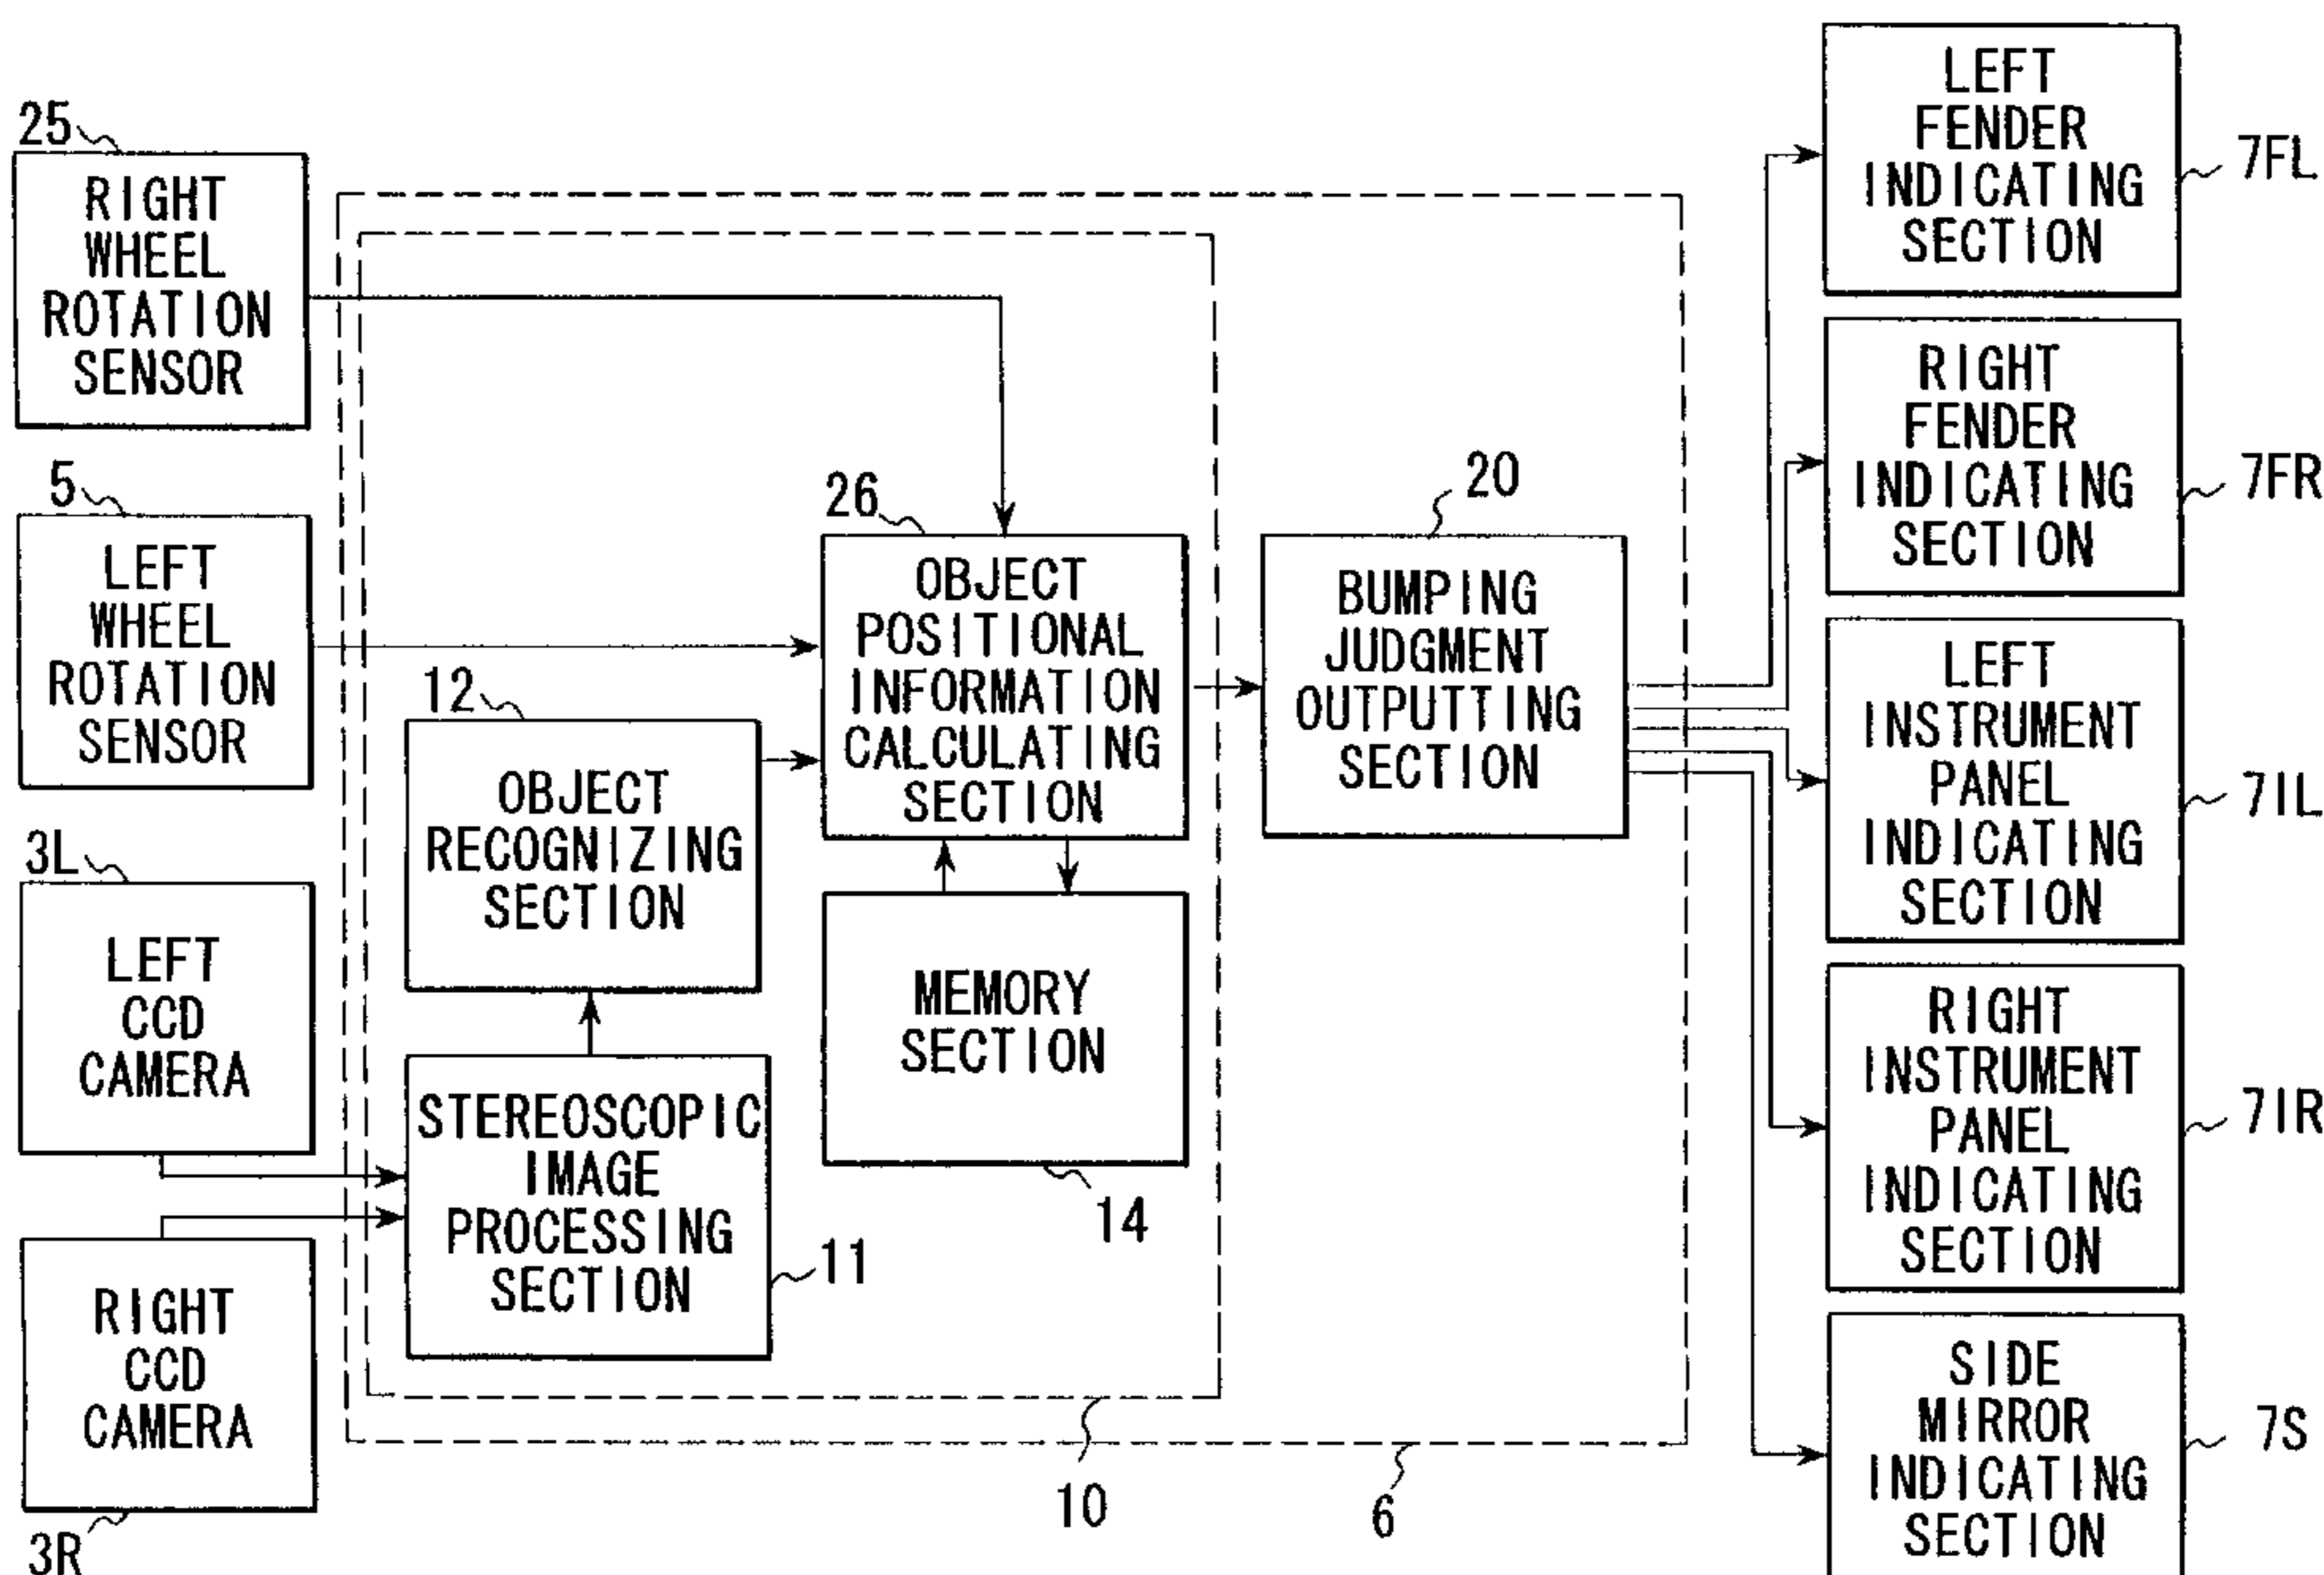 25
RIGHT
WHEEL
ROTATION
SENSOR
5
LEFT
WHEEL
ROTATION
SENSOR
3L
LEFT
CCD
CAMERA
RIGHT
CCD
CAMERA
3R
12
OBJECT
RECOGNIZING
SECTION
STEREOSCOPIC
IMAGE
PROCESSING
SECTION
11
26
OBJECT
POSITIONAL
INFORMATION
CALCULATING
SECTION
MEMORY
SECTION
14
10
20
BUMPING
JUDGMENT
OUTPUTTING
SECTION
6
LEFT
FENDER
INDICATING
SECTION
7FL
RIGHT
FENDER
INDICATING
SECTION
7FR
LEFT
INSTRUMENT
PANEL
INDICATING
SECTION
7IL
RIGHT
INSTRUMENT
PANEL
INDICATING
SECTION
7IR
SIDE
MIRROR
INDICATING
SECTION
7S